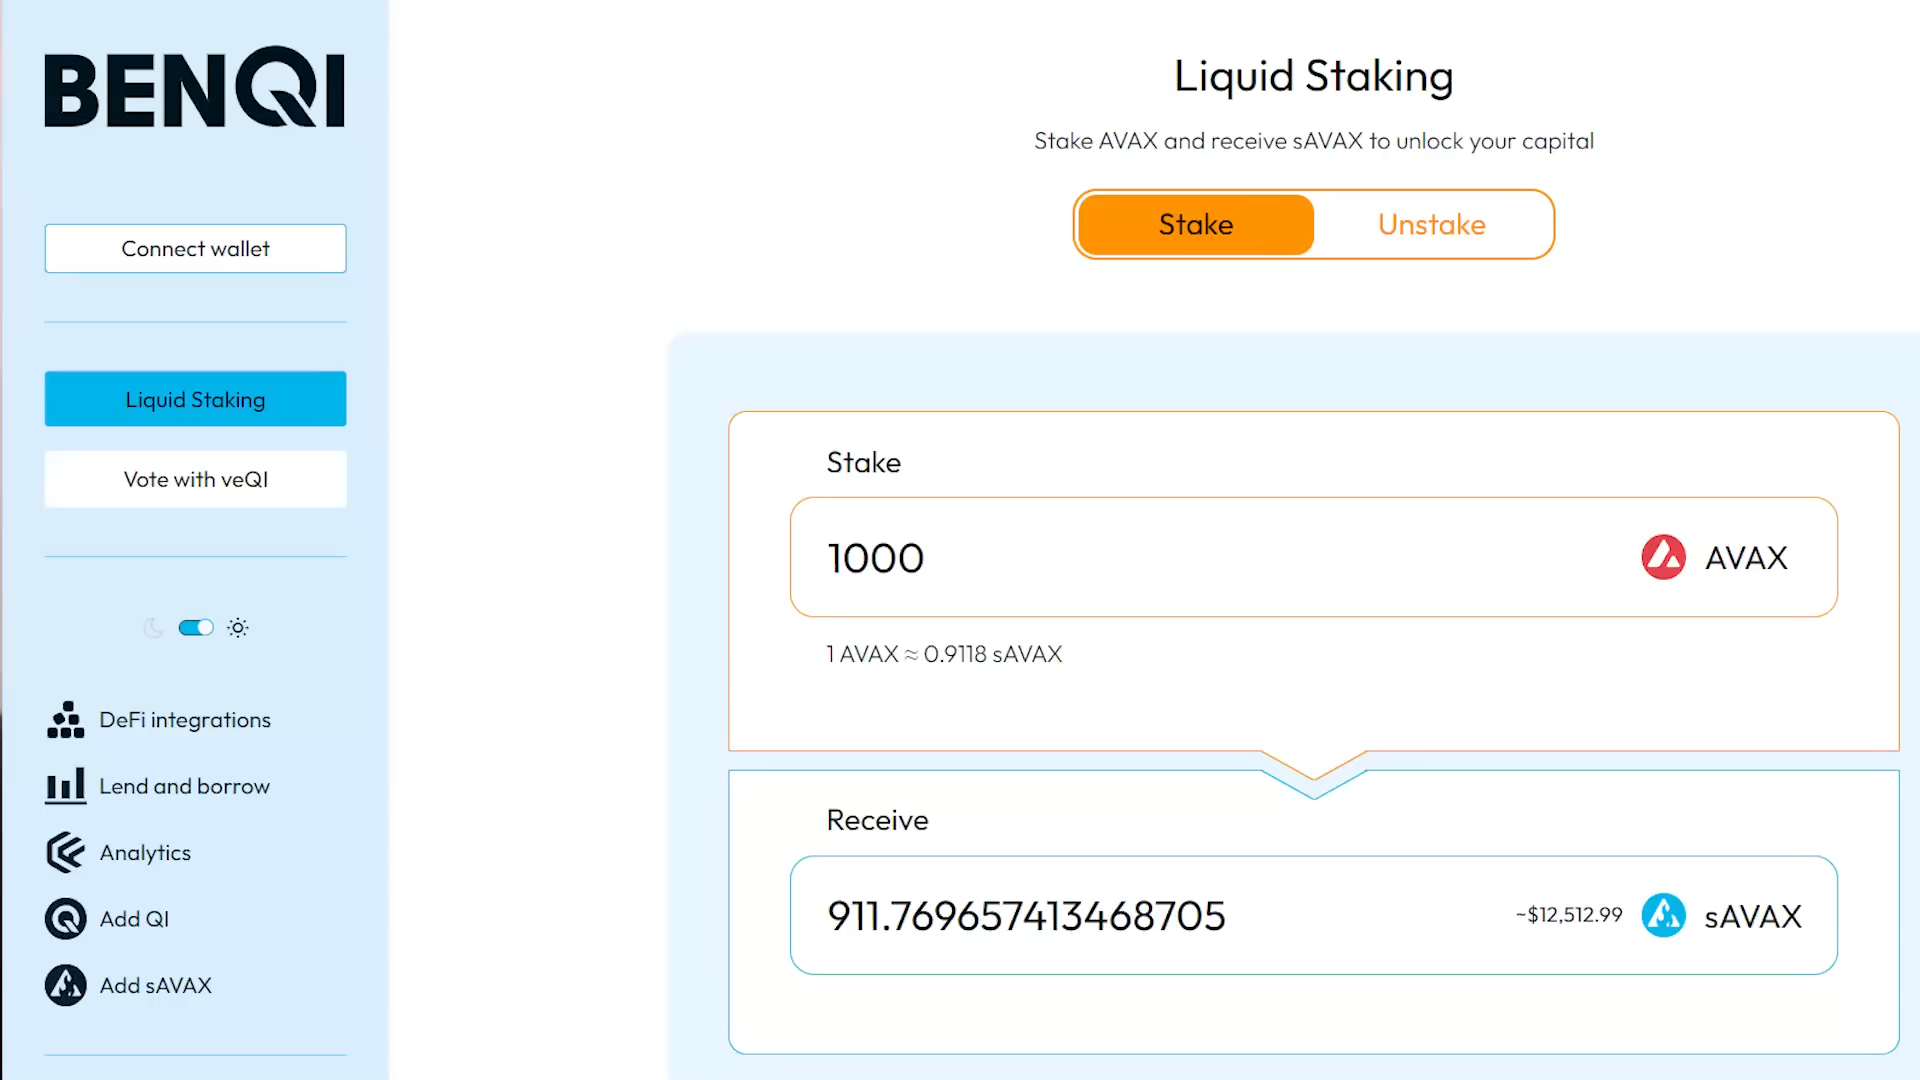 BENQI
Connect wallet
Liquid Staking
Vote with veQI
DeFi integrations
Lend and borrow
Analytics
Add QI
Add sAVAX
Liquid Staking
Stake AVAX and receive sAVAX to unlock your capital
Stake Unstake
Stake
1000 AVAX
1 AVAX ≈ 0.9118 sAVAX
Receive
911.769657413468705 ~$12,512.99 sAVAX